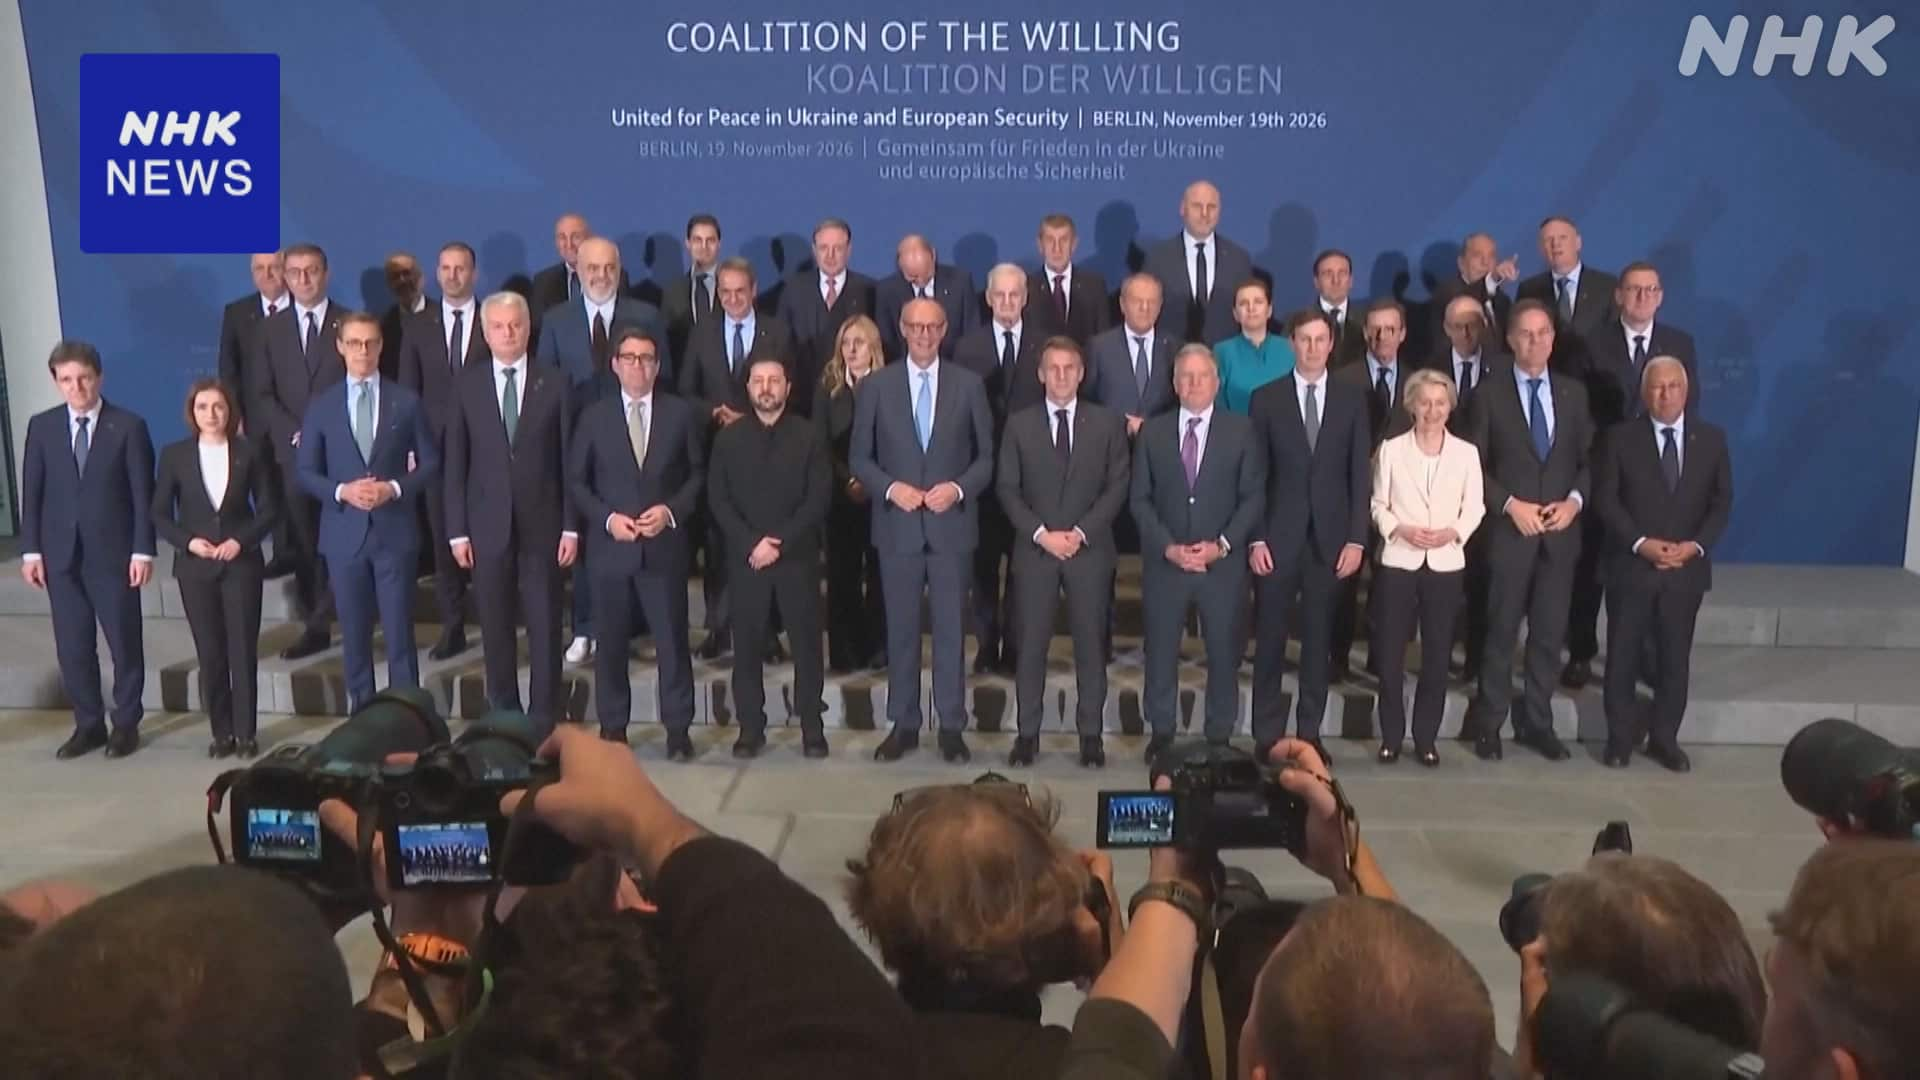 COALITION OF THE WILLING
KOALITION DER WILLIGEN
United for Peace in Ukraine and European Security | BERLIN, November 19th 2026
BERLIN, 19. November 2026 | Gemeinsam für Frieden in der Ukraine
und europäische Sicherheit
NHK
NEWS
NHK